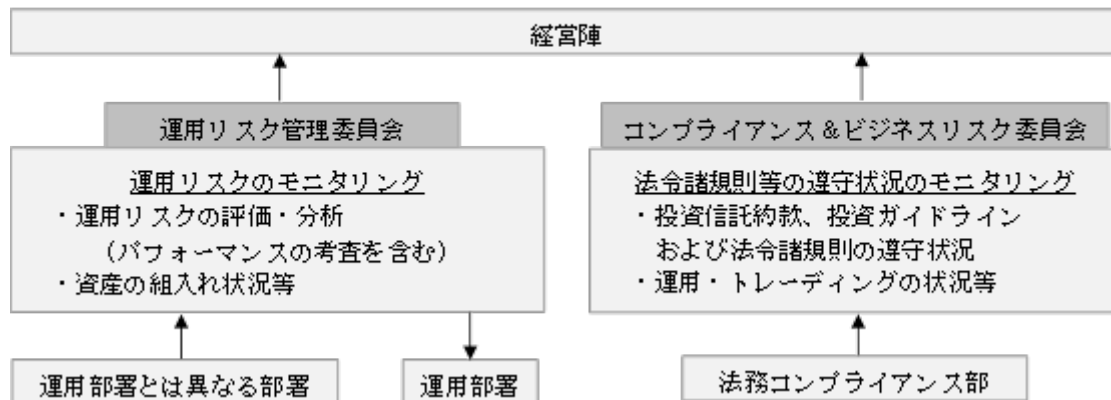 経営陣
運用リスク管理委員会
運用リスクのモニタリング
・運用リスクの評価・分析
（パフォーマンスの考査を含む）
・資産の組入れ状況等
運用部署とは異なる部署
運用部署
コンプライアンス＆ビジネスリスク委員会
法令諸規則等の遵守状況のモニタリング
・投資信託約款、投資ガイドライン
および法令諸規則の遵守状況
・運用・トレーディングの状況等
法務コンプライアンス部